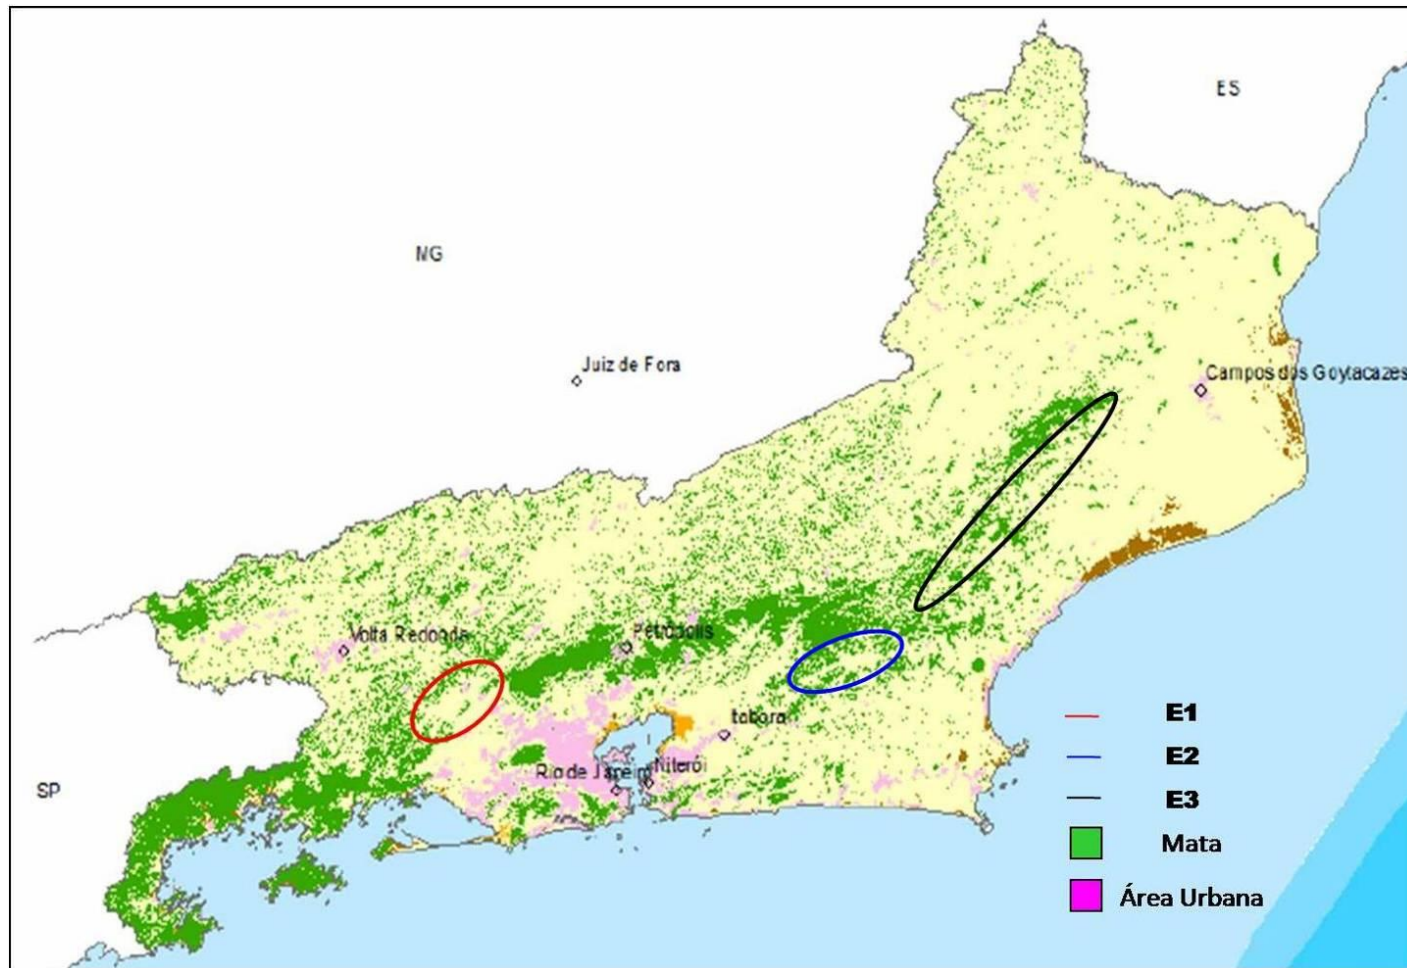 ES
MG
Juiz de Fora
Campos dos Goytacazes
Volta Redonda
Petrópolis
Itaboraí
Rio de Janeiro
Niterói
SP
E1
E2
E3
Mata
Área Urbana